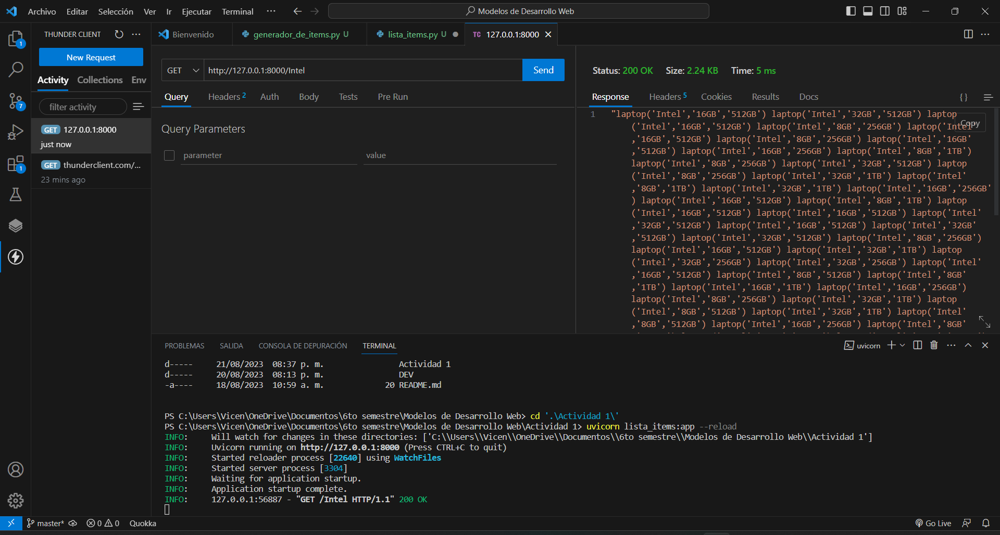 Archivo Editar Selección Ver Ir Ejecutar Terminal ··· Modelos de Desarrollo Web
THUNDER CLIENT ···
New Request
Activity Collections Env
filter activity
GET 127.0.0.1:8000
just now
GET thunderclient.com/...
23 mins ago
1
7
1
Bienvenido
generador_de_items.py U
lista_items.py U
TC 127.0.0.1:8000
GET http://127.0.0.1:8000/Intel Send
Query Headers 2 Auth Body Tests Pre Run
Query Parameters
parameter value
Status: 200 OK Size: 2.24 KB Time: 5 ms
Response Headers 5 Cookies Results Docs {}
Copy
1 "laptop('Intel','16GB','512GB') laptop('Intel','32GB','512GB') laptop
('Intel','16GB','512GB') laptop('Intel','8GB','256GB') laptop('Intel'
,'16GB','512GB') laptop('Intel','8GB','256GB') laptop('Intel','16GB'
,'512GB') laptop('Intel','16GB','256GB') laptop('Intel','8GB','1TB')
laptop('Intel','8GB','256GB') laptop('Intel','32GB','512GB') laptop
('Intel','8GB','256GB') laptop('Intel','32GB','1TB') laptop('Intel'
,'8GB','1TB') laptop('Intel','32GB','1TB') laptop('Intel','16GB','256GB'
) laptop('Intel','16GB','512GB') laptop('Intel','8GB','1TB') laptop
('Intel','16GB','512GB') laptop('Intel','16GB','512GB') laptop('Intel'
,'32GB','512GB') laptop('Intel','16GB','512GB') laptop('Intel','32GB'
,'512GB') laptop('Intel','32GB','512GB') laptop('Intel','8GB','256GB')
laptop('Intel','16GB','512GB') laptop('Intel','32GB','1TB') laptop
('Intel','32GB','256GB') laptop('Intel','32GB','256GB') laptop('Intel'
,'16GB','512GB') laptop('Intel','8GB','512GB') laptop('Intel','8GB'
,'1TB') laptop('Intel','16GB','1TB') laptop('Intel','16GB','256GB')
laptop('Intel','8GB','256GB') laptop('Intel','32GB','1TB') laptop
('Intel','8GB','512GB') laptop('Intel','32GB','1TB') laptop('Intel'
,'8GB','512GB') laptop('Intel','16GB','256GB') laptop('Intel','8GB'
PROBLEMAS SALIDA CONSOLA DE DEPURACIÓN TERMINAL uvicorn
d----- 21/08/2023 08:37 p. m. Actividad 1
d----- 20/08/2023 08:13 p. m. DEV
-a---- 18/08/2023 10:59 a. m. 20 README.md
PS C:\Users\Vicen\OneDrive\Documentos\6to semestre\Modelos de Desarrollo Web> cd '.\Actividad 1\'
PS C:\Users\Vicen\OneDrive\Documentos\6to semestre\Modelos de Desarrollo Web\Actividad 1> uvicorn lista_items:app --reload
INFO: Will watch for changes in these directories: ['C:\\Users\\Vicen\\OneDrive\\Documentos\\6to semestre\\Modelos de Desarrollo Web\\Actividad 1']
INFO: Uvicorn running on http://127.0.0.1:8000 (Press CTRL+C to quit)
INFO: Started reloader process [22640] using WatchFiles
INFO: Started server process [3304]
INFO: Waiting for application startup.
INFO: Application startup complete.
INFO: 127.0.0.1:56887 - "GET /Intel HTTP/1.1" 200 OK
master* 0 0 Quokka Go Live